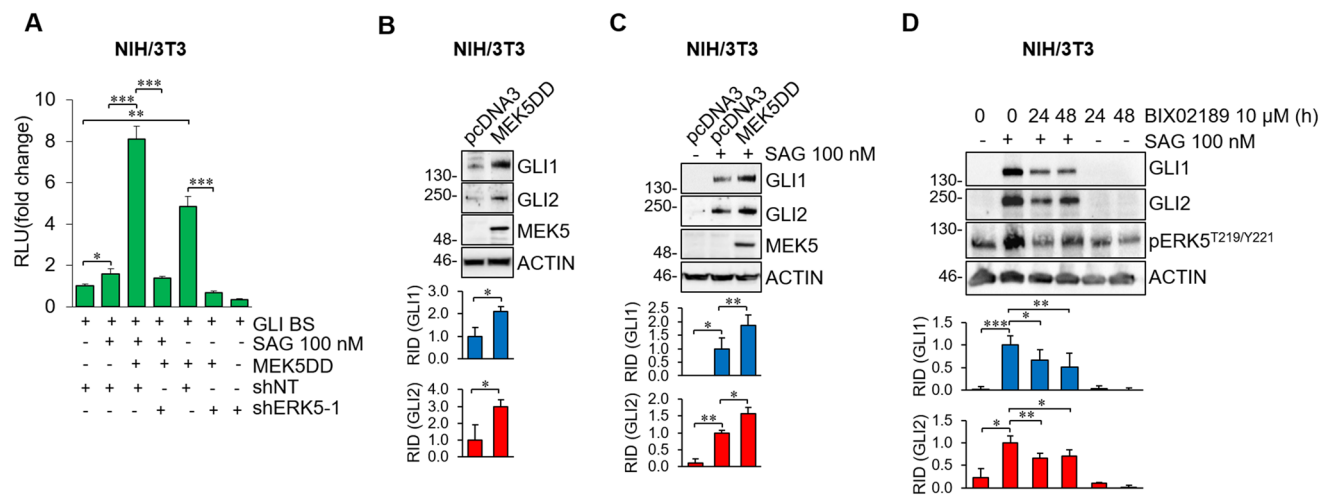 A
NIH/3T3
RLU(fold change)
10
8
6
4
2
0
*
***
***
**
***
+ + + + + + + GLI BS
- + + + - - - SAG 100 nM
- - + + + + - MEK5DD
+ + + - + - - shNT
- - - + - + + shERK5-1
B
NIH/3T3
pcDNA3
MEK5DD
130-
GLI1
250-
GLI2
48-
MEK5
46-
ACTIN
RID (GLI1)
3.0
2.0
1.0
0.0
*
RID (GLI2)
4.0
3.0
2.0
1.0
0.0
*
C
NIH/3T3
pcDNA3
pcDNA3
MEK5DD
- + + SAG 100 nM
130-
GLI1
250-
GLI2
48-
MEK5
46-
ACTIN
RID (GLI1)
2.5
2.0
1.5
1.0
0.5
0.0
*
**
RID (GLI2)
2.0
1.5
1.0
0.5
0.0
**
*
D
NIH/3T3
0 0 24 48 24 48 BIX02189 10 µM (h)
- + + + - - SAG 100 nM
130-
GLI1
250-
GLI2
130-
pERK5T219/Y221
46-
ACTIN
RID (GLI1)
1.5
1.0
0.5
0.0
***
*
**
RID (GLI2)
1.5
1.0
0.5
0.0
*
**
*